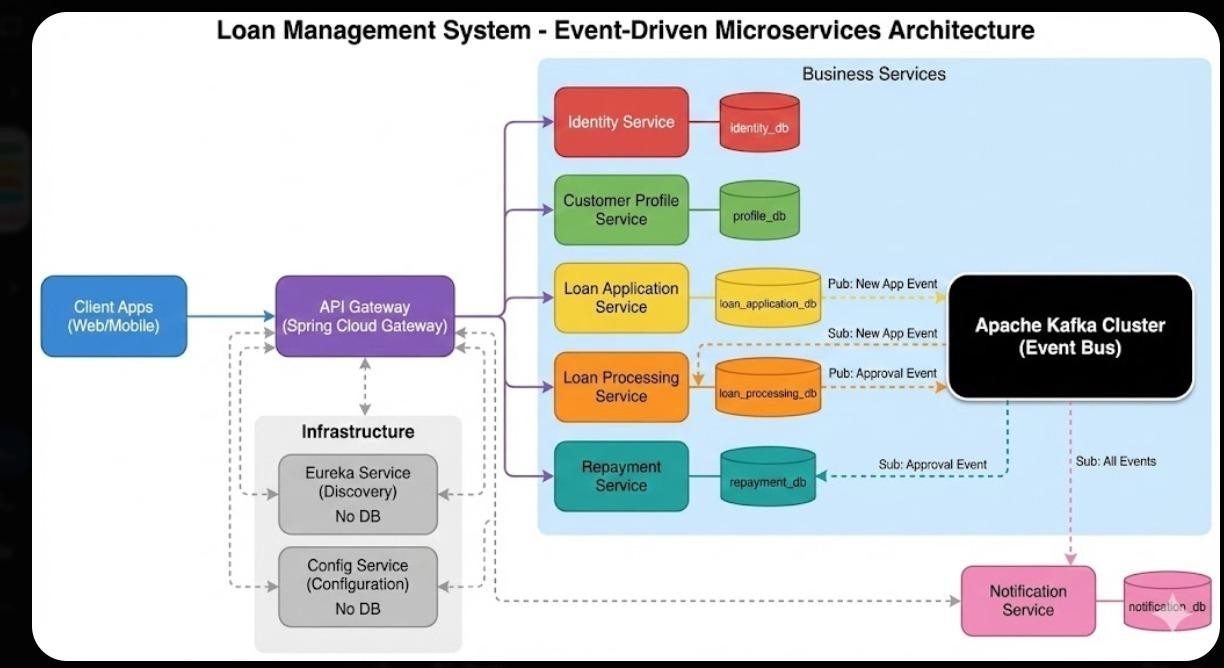 Loan Management System - Event-Driven Microservices Architecture
Business Services
Identity Service
identity_db
Customer Profile
Service
profile_db
Client Apps
(Web/Mobile)
API Gateway
(Spring Cloud Gateway)
Loan Application
Service
loan_application_db
Pub: New App Event
Sub: New App Event
Apache Kafka Cluster
(Event Bus)
Loan Processing
Service
loan_processing_db
Pub: Approval Event
Infrastructure
Eureka Service
(Discovery)
No DB
Repayment
Service
repayment_db
Sub: Approval Event
Sub: All Events
Config Service
(Configuration)
No DB
Notification
Service
notification_db